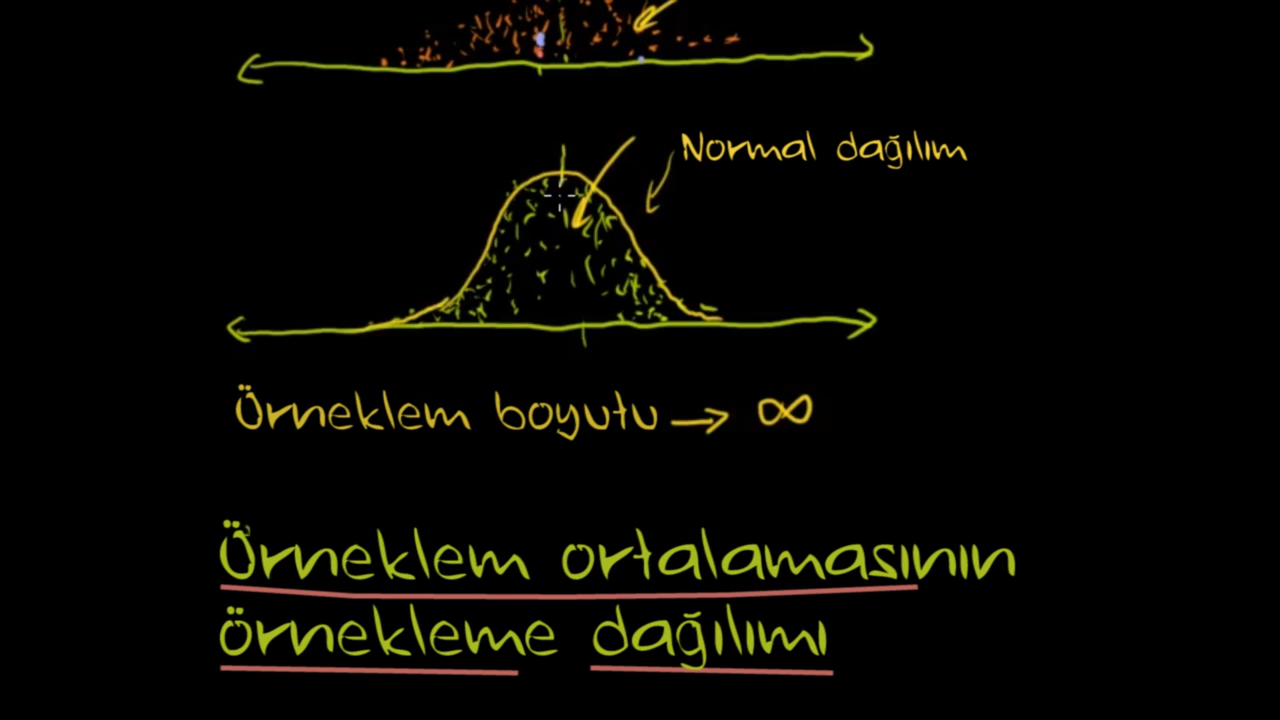 Normal dağılım
Örneklem boyutu → ∞
Örneklem ortalamasının
örnekleme dağılımı